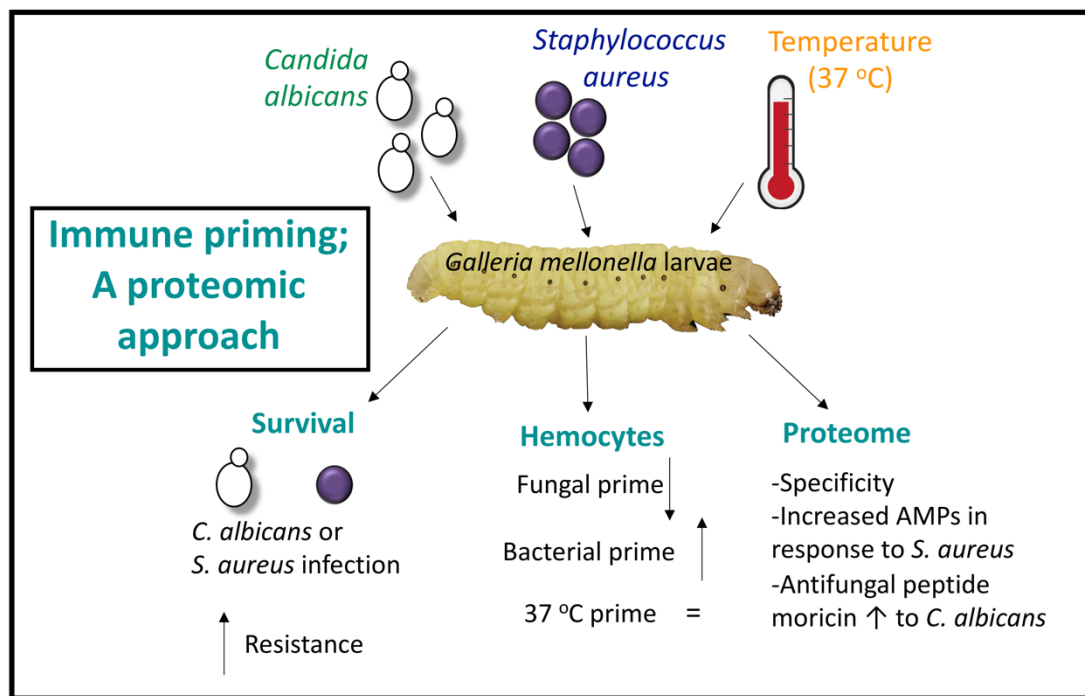 Candida
albicans
Staphylococcus
aureus
Temperature
(37 ºC)
Immune priming;
A proteomic
approach
Galleria mellonella larvae
Survival
C. albicans or
S. aureus infection
↑ Resistance
Hemocytes
Fungal prime ↓
Bacterial prime ↑
37 ºC prime =
Proteome
-Specificity
-Increased AMPs in
response to S. aureus
-Antifungal peptide
moricin ↑ to C. albicans